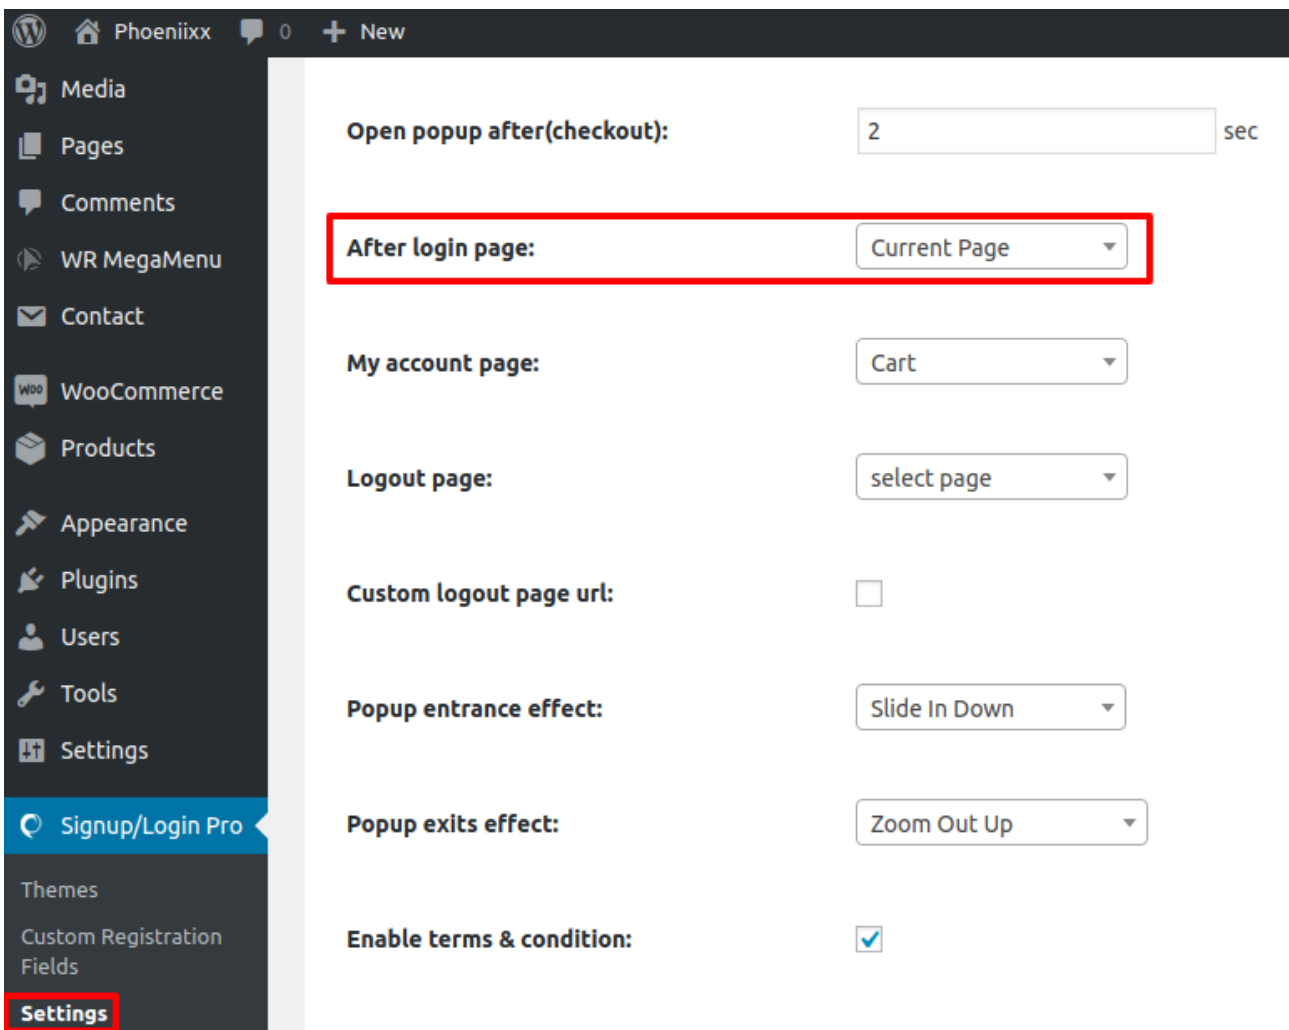 Phoeniixx 0 New
Media
Pages
Comments
WR MegaMenu
Contact
woo WooCommerce
Products
Appearance
Plugins
Users
Tools
Settings
Signup/Login Pro
Themes
Custom Registration
Fields
Settings
Open popup after(checkout): 2 sec
After login page: Current Page
My account page: Cart
Logout page: select page
Custom logout page url:
Popup entrance effect: Slide In Down
Popup exits effect: Zoom Out Up
Enable terms & condition: